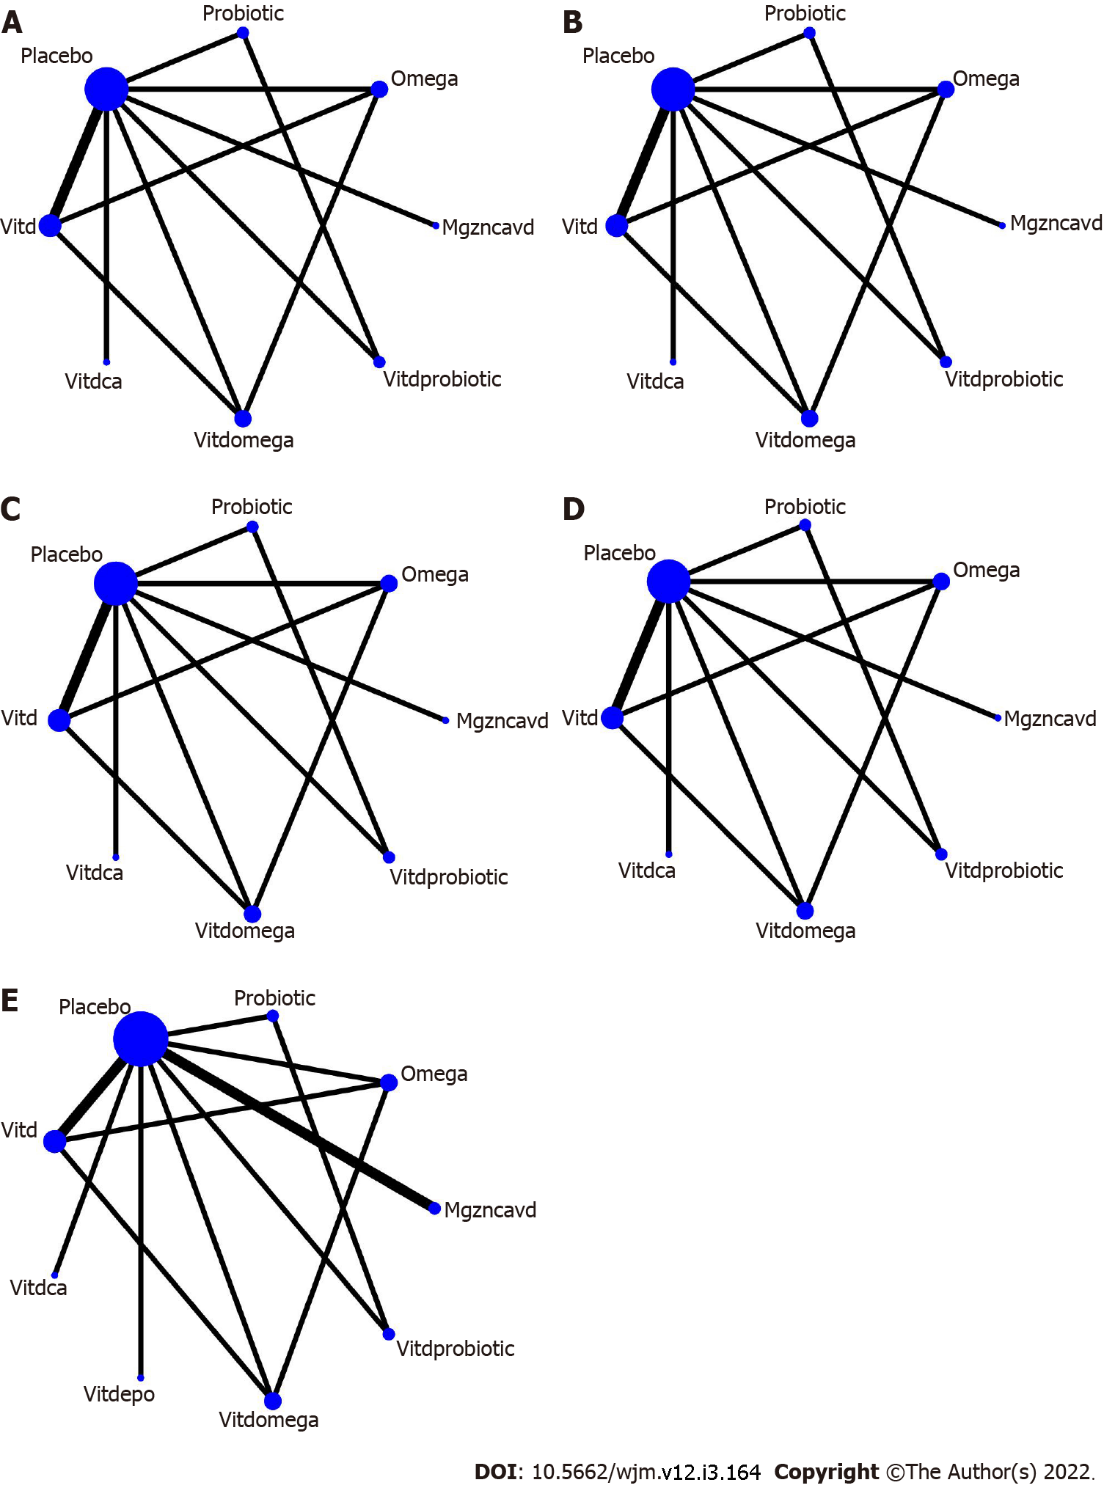 A
Probiotic
Placebo
Omega
Vitd
Mgzncavd
Vitdca
Vitdprobiotic
Vitdomega
B
Probiotic
Placebo
Omega
Vitd
Mgzncavd
Vitdca
Vitdprobiotic
Vitdomega
C
Probiotic
Placebo
Omega
Vitd
Mgzncavd
Vitdca
Vitdprobiotic
Vitdomega
D
Probiotic
Placebo
Omega
Vitd
Mgzncavd
Vitdca
Vitdprobiotic
Vitdomega
E
Probiotic
Placebo
Omega
Vitd
Mgzncavd
Vitdca
Vitdprobiotic
Vitdepo
Vitdomega
DOI: 10.5662/wjm.v12.i3.164 Copyright ©The Author(s) 2022.